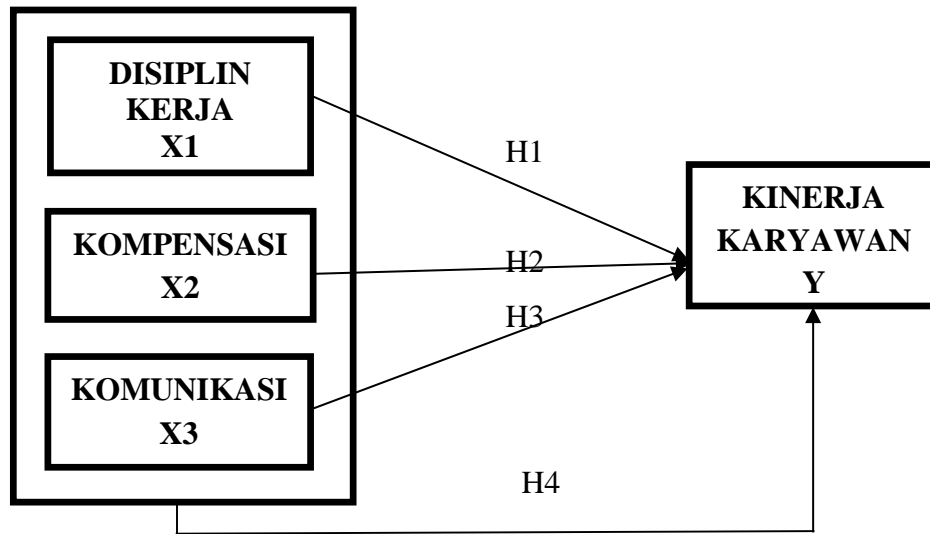 DISIPLIN
KERJA
X1
H1
KINERJA
KARYAWAN
Y
KOMPENSASI
X2
H2
H3
KOMUNIKASI
X3
H4